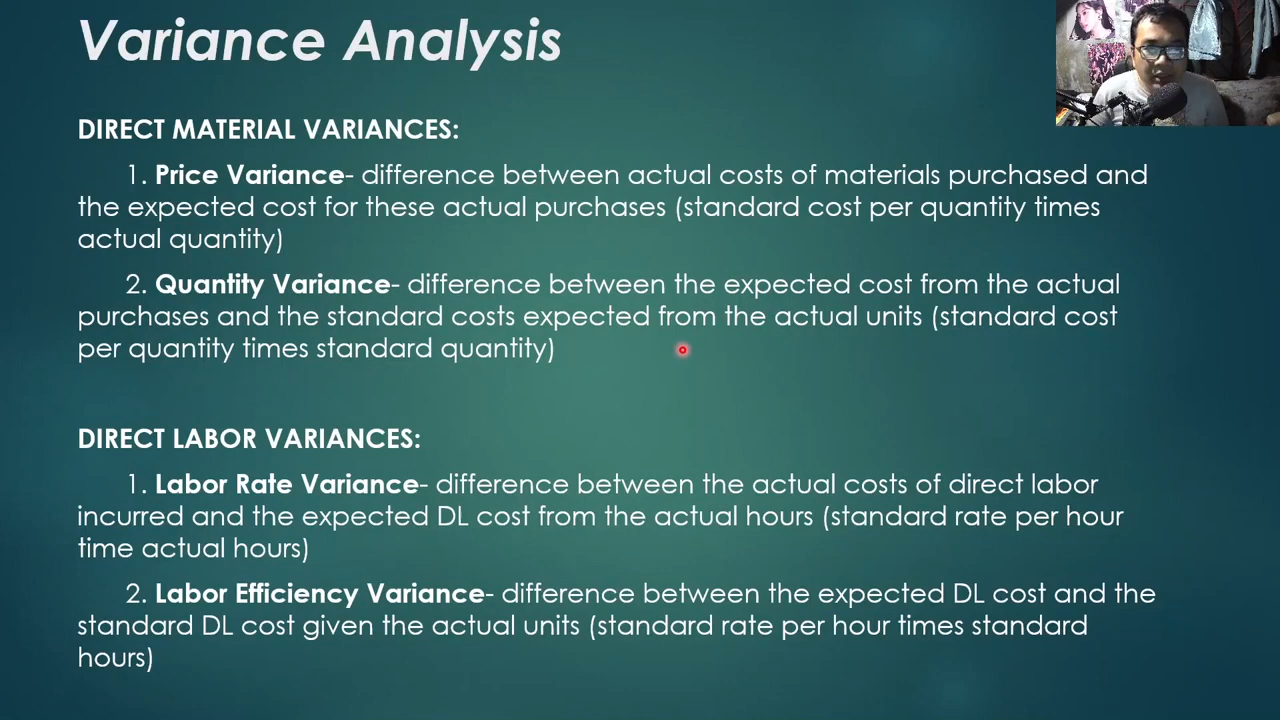 Variance Analysis
DIRECT MATERIAL VARIANCES:
1. Price Variance- difference between actual costs of materials purchased and
the expected cost for these actual purchases (standard cost per quantity times
actual quantity)
2. Quantity Variance- difference between the expected cost from the actual
purchases and the standard costs expected from the actual units (standard cost
per quantity times standard quantity)
DIRECT LABOR VARIANCES:
1. Labor Rate Variance- difference between the actual costs of direct labor
incurred and the expected DL cost from the actual hours (standard rate per hour
time actual hours)
2. Labor Efficiency Variance- difference between the expected DL cost and the
standard DL cost given the actual units (standard rate per hour times standard
hours)